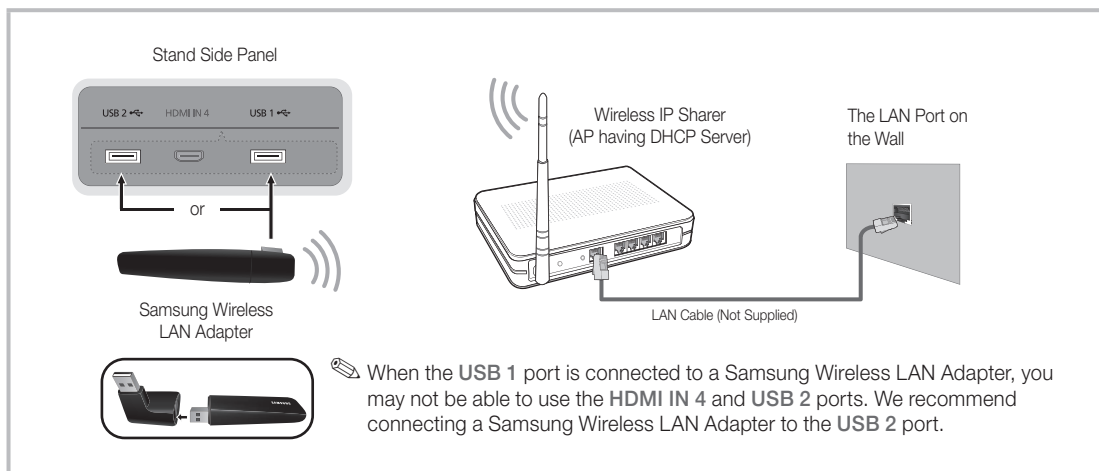 Stand Side Panel
USB 2 HDMI IN 4 USB 1
or
Samsung Wireless
LAN Adapter
SAMSUNG
Wireless IP Sharer
(AP having DHCP Server)
The LAN Port on
the Wall
LAN Cable (Not Supplied)
When the USB 1 port is connected to a Samsung Wireless LAN Adapter, you
may not be able to use the HDMI IN 4 and USB 2 ports. We recommend
connecting a Samsung Wireless LAN Adapter to the USB 2 port.